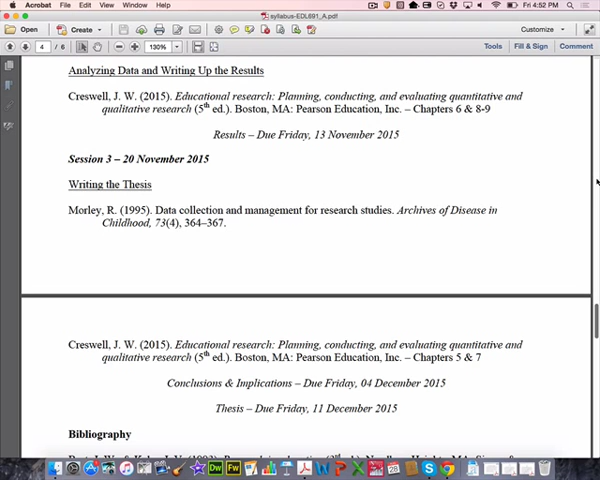 Acrobat File Edit View Window Help Fri 4:52 PM
syllabus-EDL691_A.pdf
Open Create Customize
4 / 6 130% Tools Fill & Sign Comment
Analyzing Data and Writing Up the Results
Creswell, J. W. (2015). Educational research: Planning, conducting, and evaluating quantitative and
qualitative research (5th ed.). Boston, MA: Pearson Education, Inc. – Chapters 6 & 8-9
Results – Due Friday, 13 November 2015
Session 3 – 20 November 2015
Writing the Thesis
Morley, R. (1995). Data collection and management for research studies. Archives of Disease in
Childhood, 73(4), 364–367.
Creswell, J. W. (2015). Educational research: Planning, conducting, and evaluating quantitative and
qualitative research (5th ed.). Boston, MA: Pearson Education, Inc. – Chapters 5 & 7
Conclusions & Implications – Due Friday, 04 December 2015
Thesis – Due Friday, 11 December 2015
Bibliography
Dw Fw 28